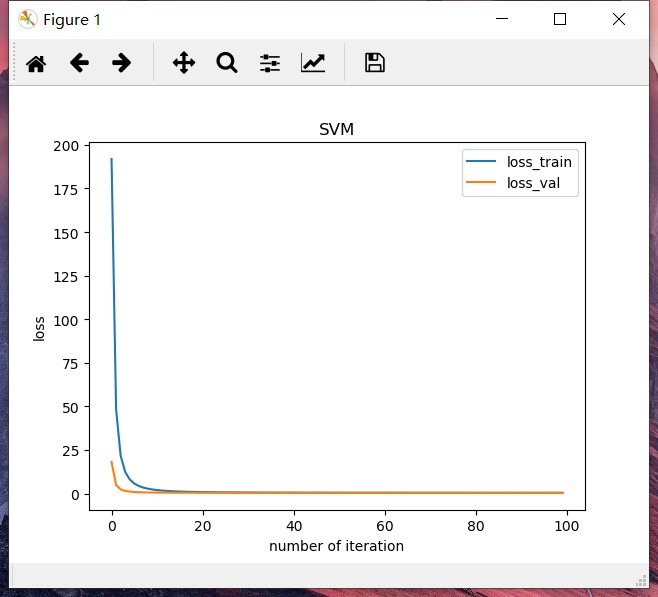 Figure 1
SVM
200
175
150
125
100
75
50
25
0
loss
loss_train
loss_val
0 20 40 60 80 100
number of iteration